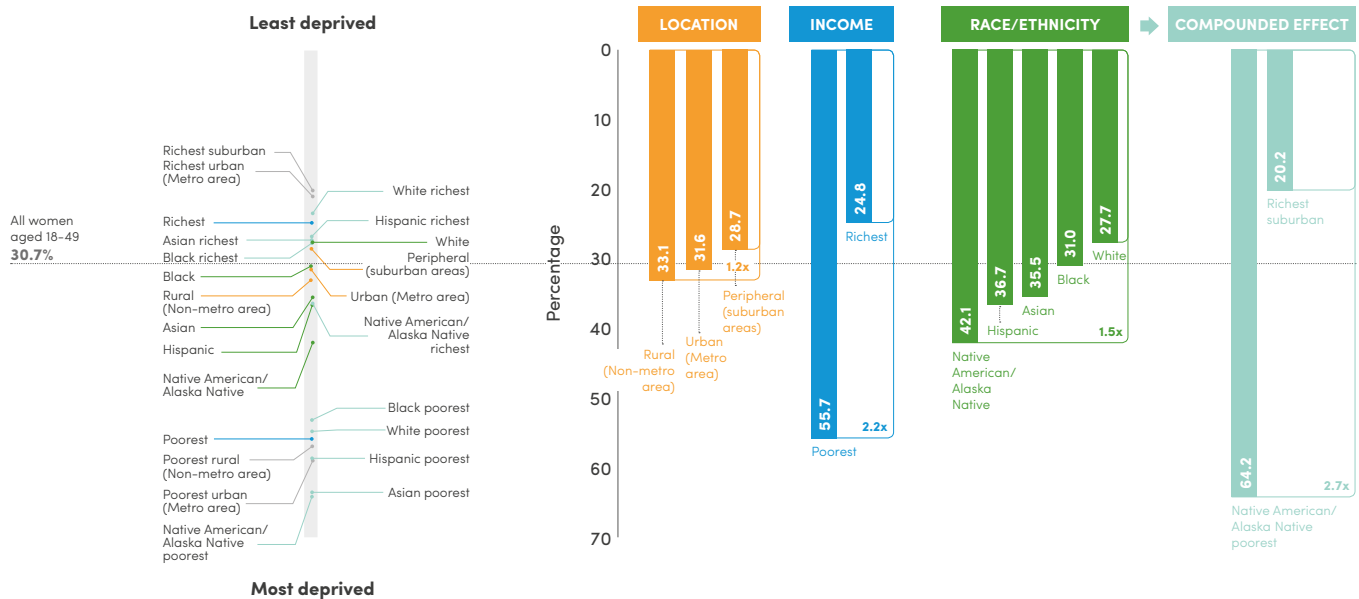 Least deprived
Richest suburban
Richest urban
(Metro area)
White richest
Richest
Hispanic richest
All women
aged 18–49
30.7%
Asian richest
White
Black richest
Peripheral
(suburban areas)
Black
Rural
(Non-metro area)
Urban (Metro area)
Asian
Native American/
Alaska Native
richest
Hispanic
Native American/
Alaska Native
Black poorest
White poorest
Poorest
Poorest rural
(Non-metro area)
Hispanic poorest
Poorest urban
(Metro area)
Asian poorest
Native American/
Alaska Native
poorest
Most deprived
Percentage
0
10
20
30
40
50
60
70
LOCATION
33.1
31.6
28.7
1.2x
Rural
(Non-metro
area)
Urban
(Metro
area)
Peripheral
(suburban
areas)
INCOME
55.7
24.8
Richest
2.2x
Poorest
RACE/ETHNICITY
42.1
36.7
35.5
31.0
27.7
White
Black
Asian
Hispanic
1.5x
Native
American/
Alaska
Native
COMPOUNDED EFFECT
64.2
20.2
Richest
suburban
2.7x
Native American/
Alaska Native
poorest